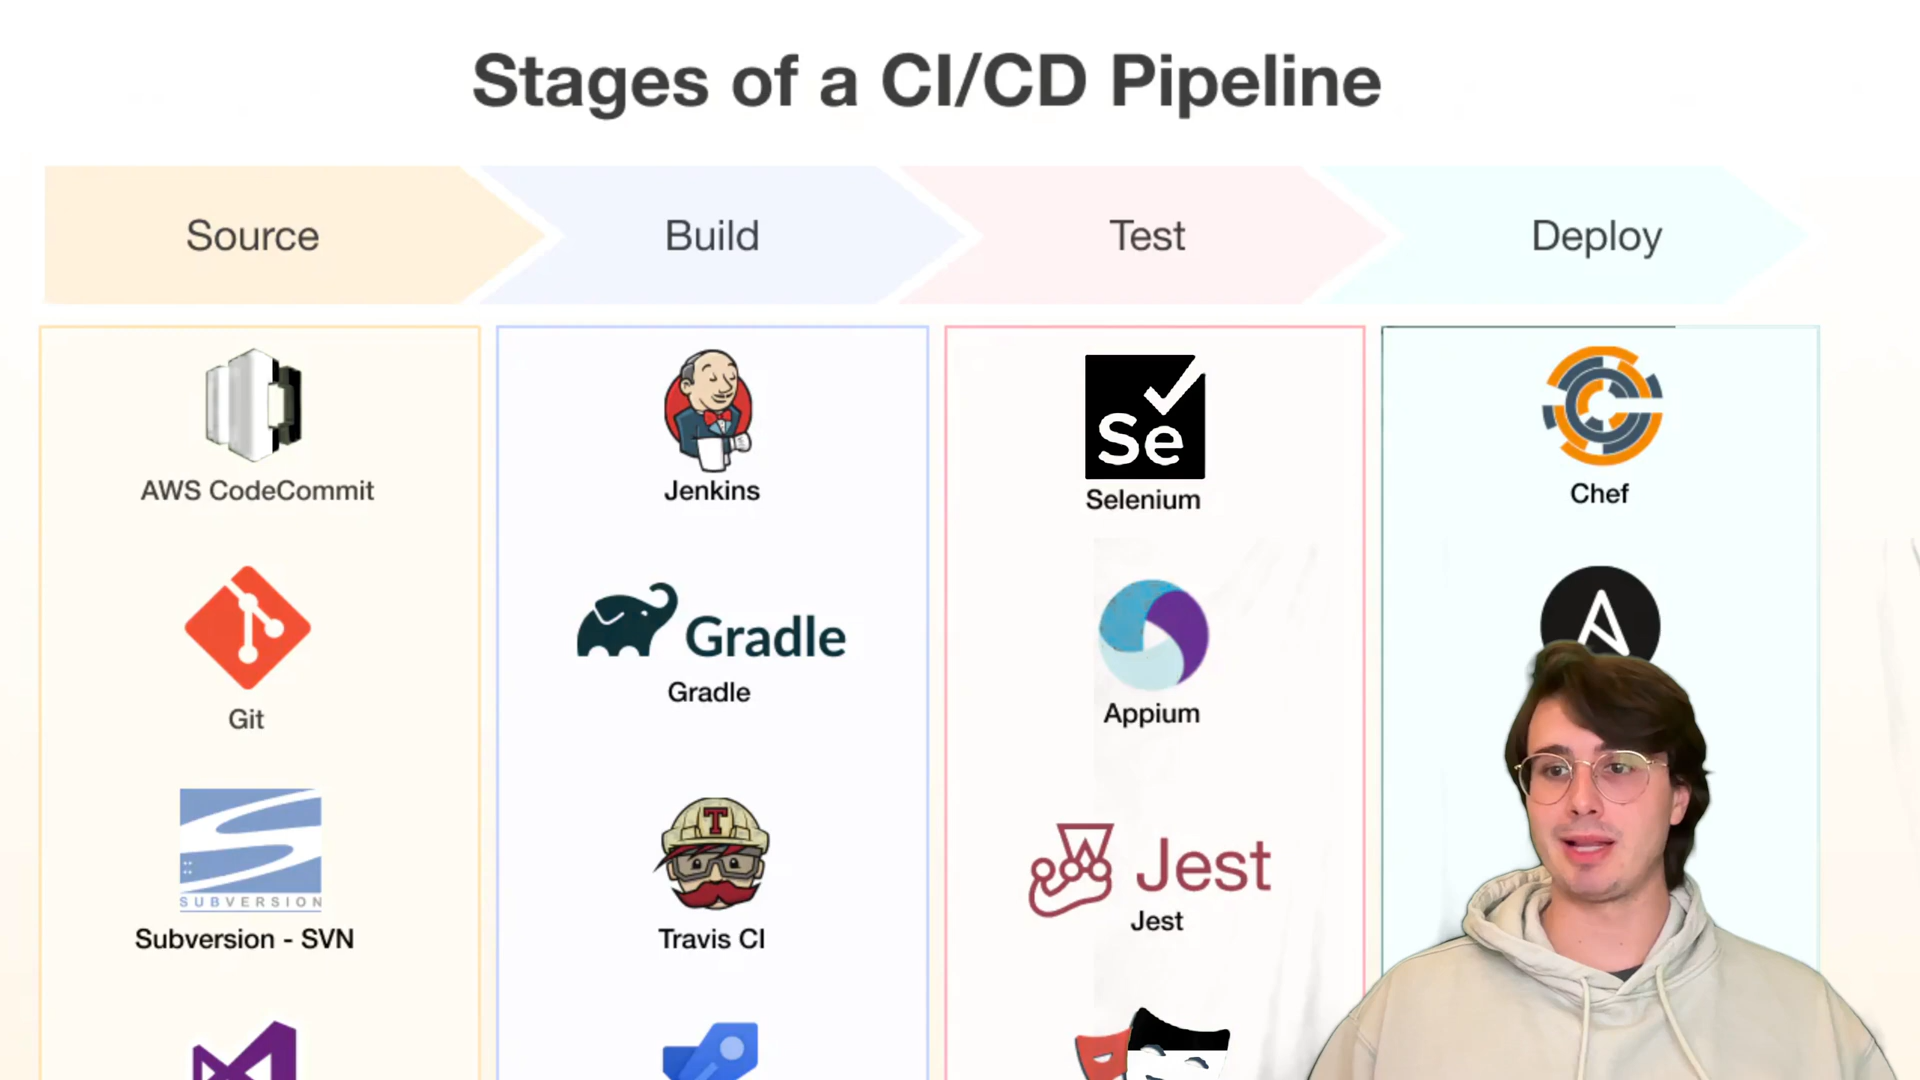 Stages of a CI/CD Pipeline
Source
Build
Test
Deploy
AWS CodeCommit
Git
SUBVERSION
Subversion - SVN
Jenkins
Gradle
Gradle
T
Travis CI
Se
Selenium
Appium
Jest
Jest
Chef